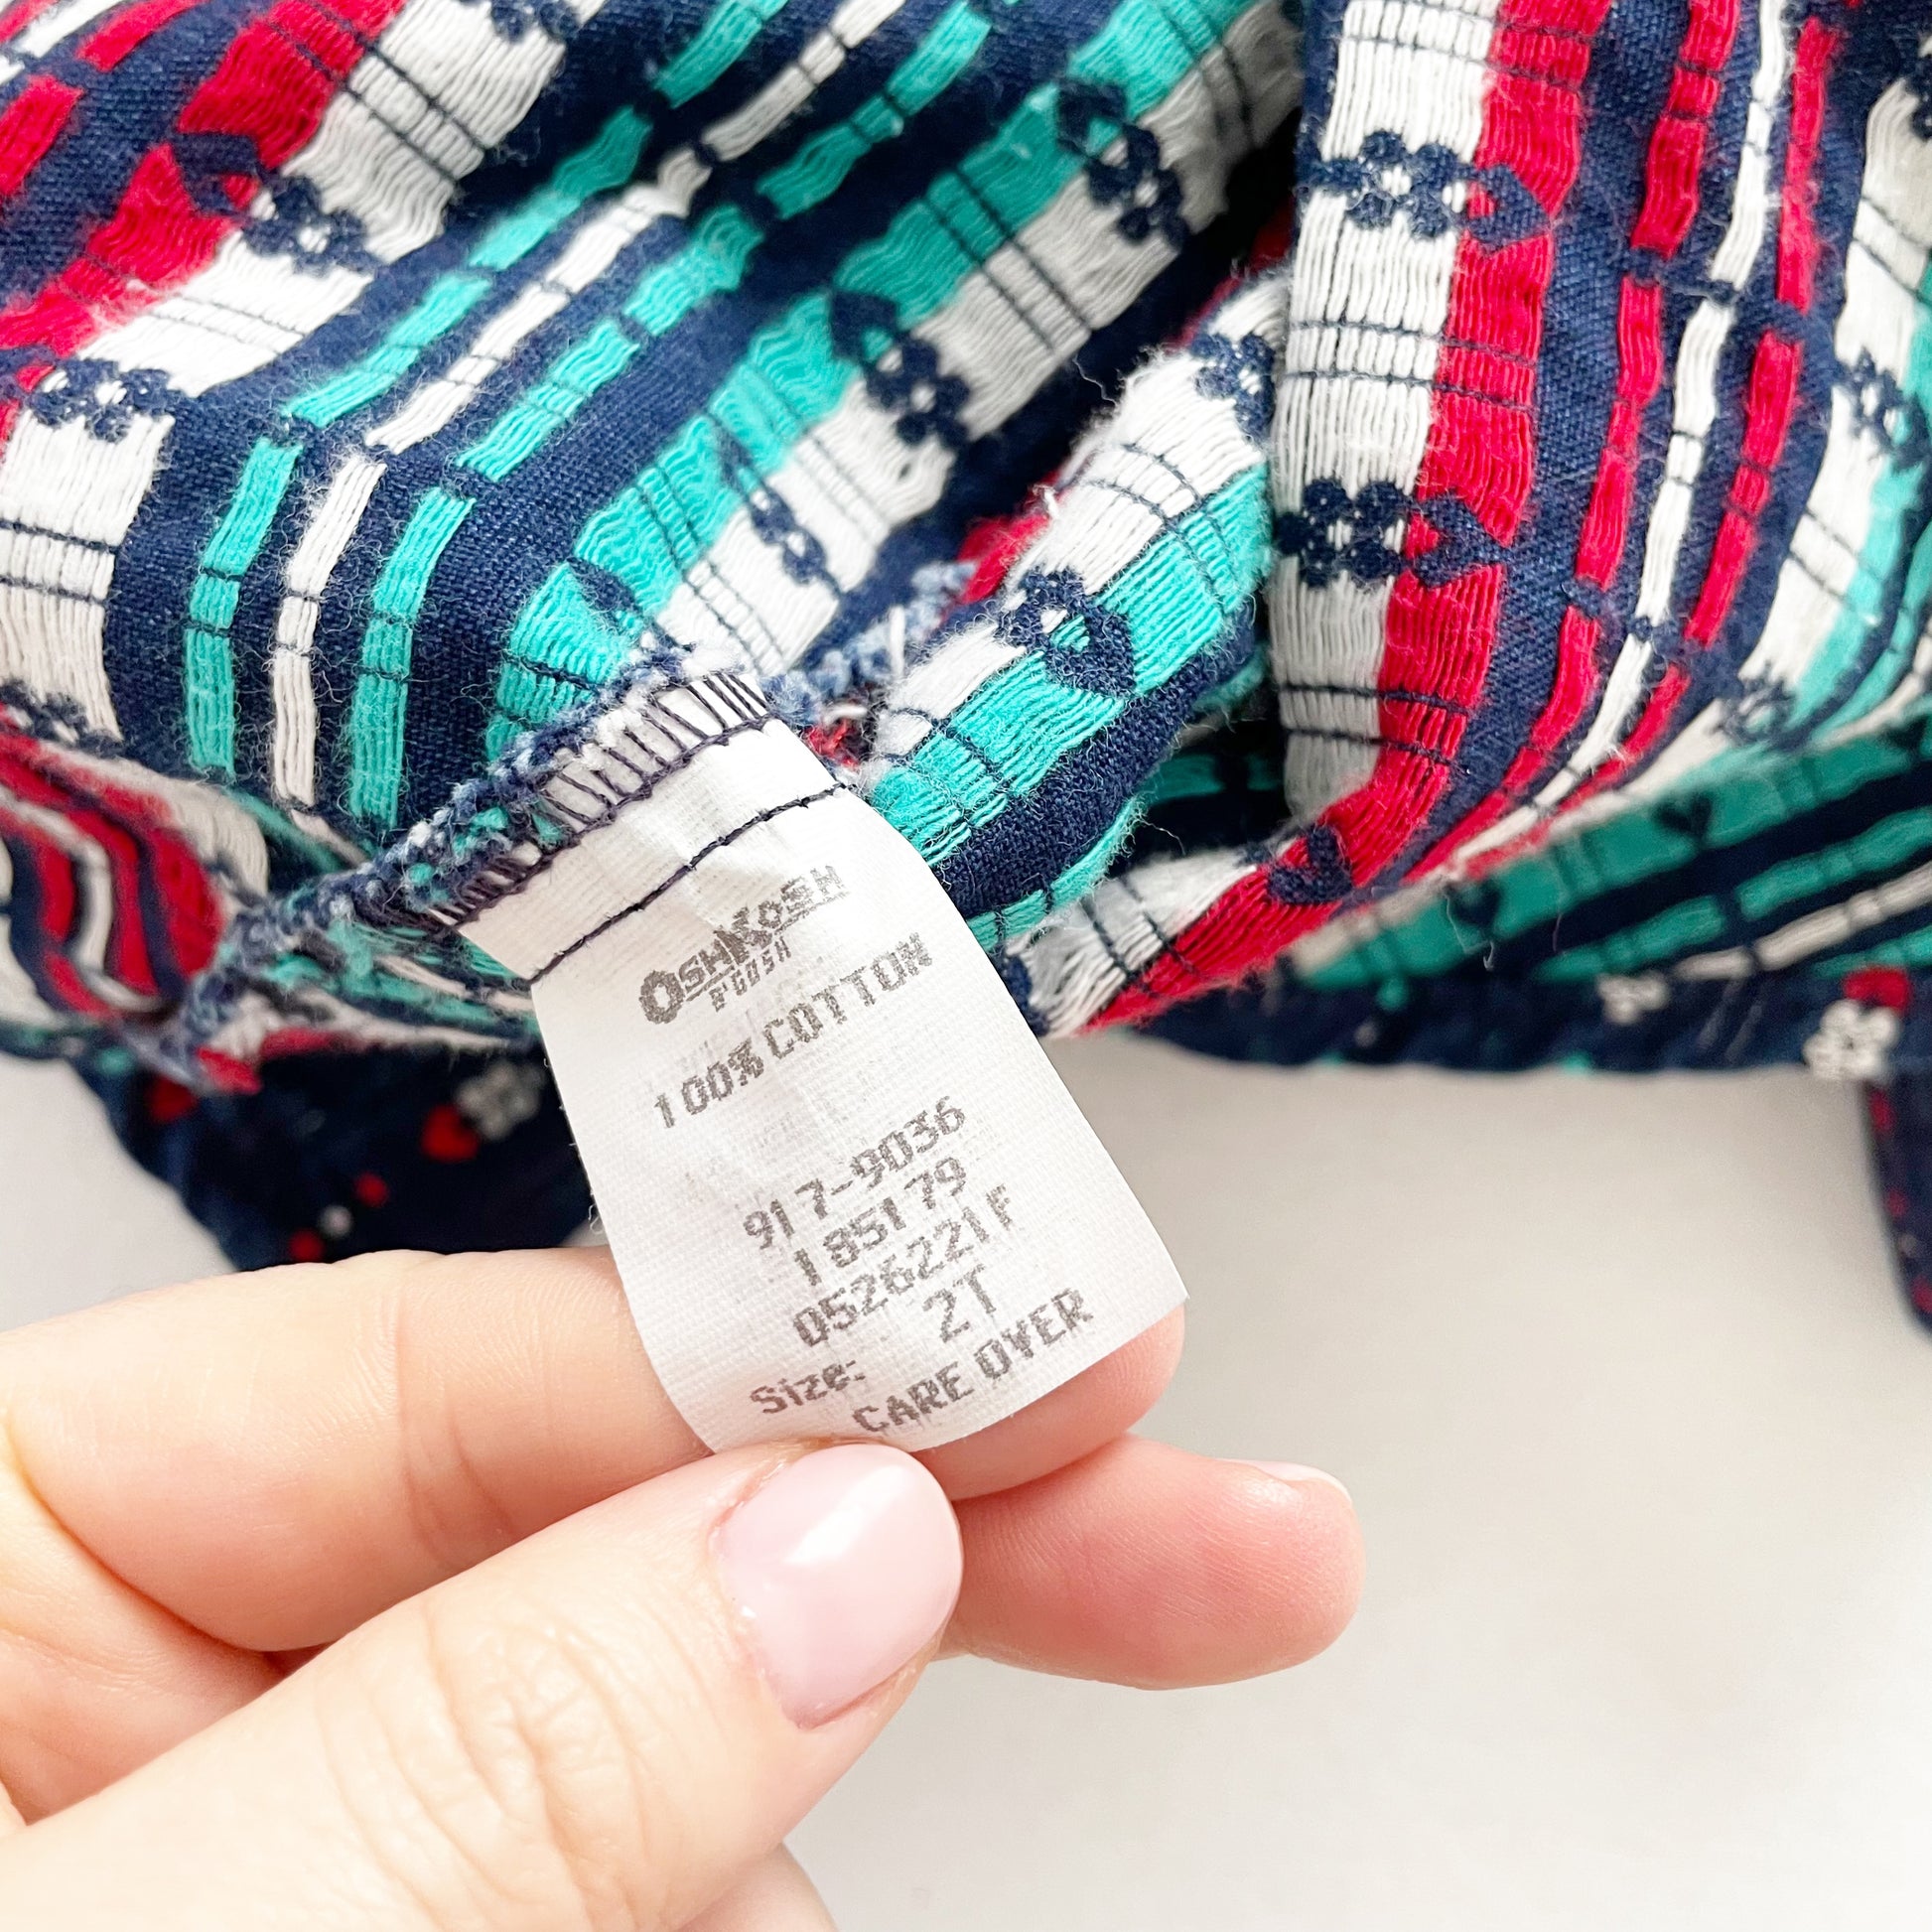 OSHKOSH
B'GOSH
100% COTTON
917-9036
185179
0526221F
Size: 2T
CARE OVER